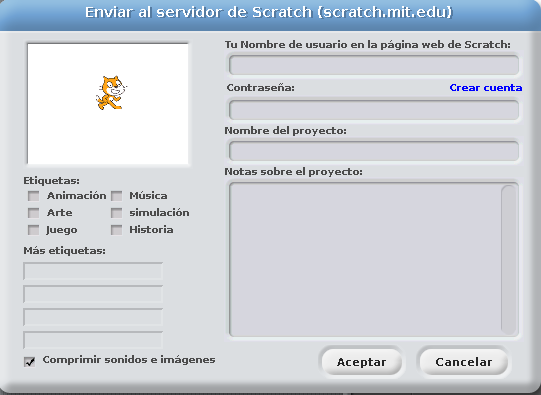 Enviar al servidor de Scratch (scratch.mit.edu)
Tu Nombre de usuario en la página web de Scratch:
Contraseña: Crear cuenta
Nombre del proyecto:
Notas sobre el proyecto:
Etiquetas:
Animación Música
Arte simulación
Juego Historia
Más etiquetas:
Comprimir sonidos e imágenes
Aceptar Cancelar